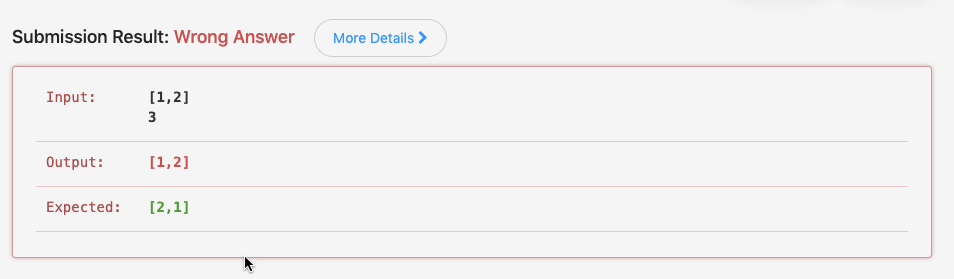 Submission Result: Wrong Answer More Details
Input: [1,2]
3
Output: [1,2]
Expected: [2,1]